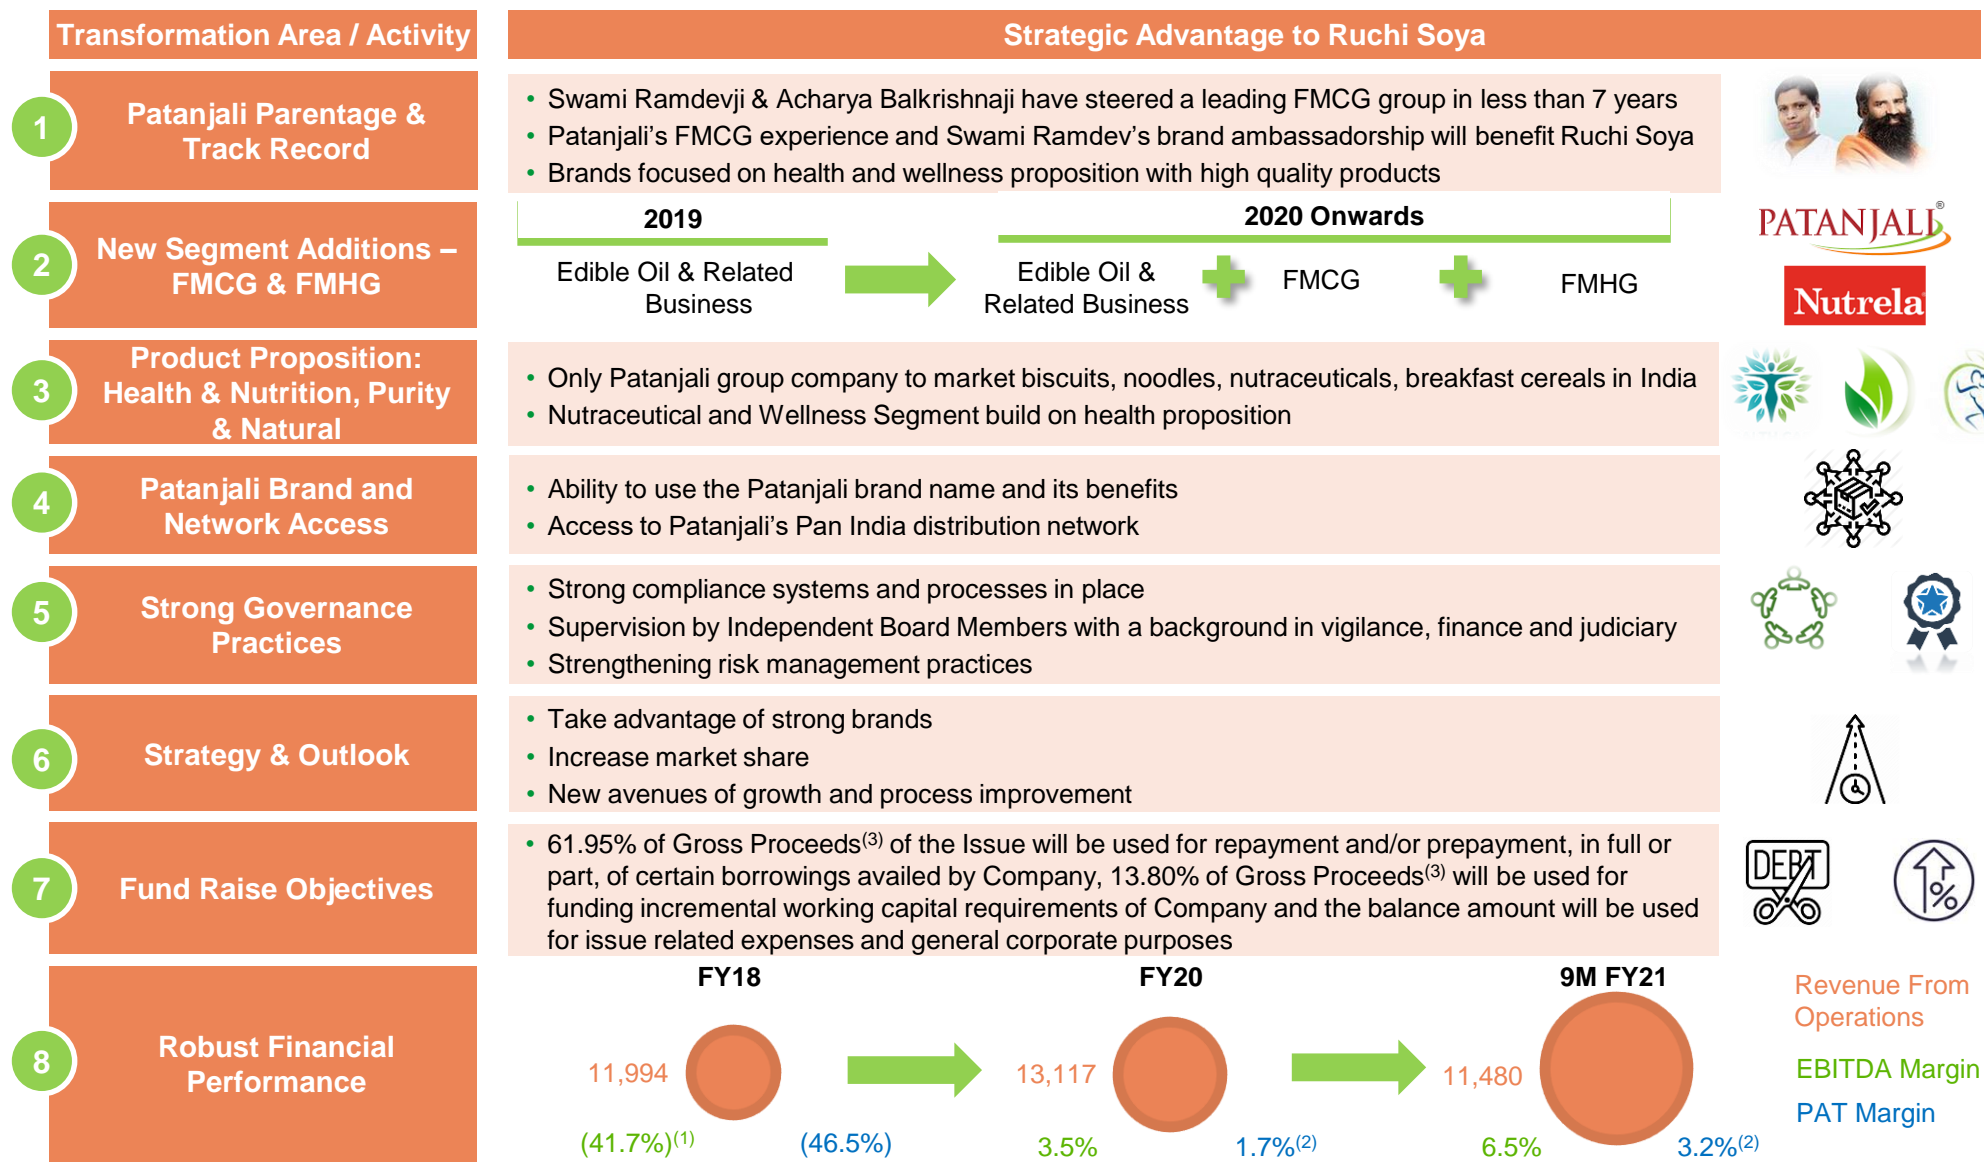 Transformation Area / Activity
Strategic Advantage to Ruchi Soya
1
Patanjali Parentage &
Track Record
• Swami Ramdevji & Acharya Balkrishnaji have steered a leading FMCG group in less than 7 years
• Patanjali’s FMCG experience and Swami Ramdev’s brand ambassadorship will benefit Ruchi Soya
• Brands focused on health and wellness proposition with high quality products
2
New Segment Additions –
FMCG & FMHG
2019
Edible Oil & Related
Business
2020 Onwards
Edible Oil &
Related Business
FMCG
FMHG
PATANJALI®
Nutrela
3
Product Proposition:
Health & Nutrition, Purity
& Natural
• Only Patanjali group company to market biscuits, noodles, nutraceuticals, breakfast cereals in India
• Nutraceutical and Wellness Segment build on health proposition
4
Patanjali Brand and
Network Access
• Ability to use the Patanjali brand name and its benefits
• Access to Patanjali’s Pan India distribution network
5
Strong Governance
Practices
• Strong compliance systems and processes in place
• Supervision by Independent Board Members with a background in vigilance, finance and judiciary
• Strengthening risk management practices
6
Strategy & Outlook
• Take advantage of strong brands
• Increase market share
• New avenues of growth and process improvement
7
Fund Raise Objectives
• 61.95% of Gross Proceeds(3) of the Issue will be used for repayment and/or prepayment, in full or
part, of certain borrowings availed by Company, 13.80% of Gross Proceeds(3) will be used for
funding incremental working capital requirements of Company and the balance amount will be used
for issue related expenses and general corporate purposes
DEBT
%
8
Robust Financial
Performance
FY18
11,994
(41.7%)(1)
(46.5%)
FY20
13,117
3.5%
1.7%(2)
9M FY21
11,480
6.5%
3.2%(2)
Revenue From
Operations
EBITDA Margin
PAT Margin